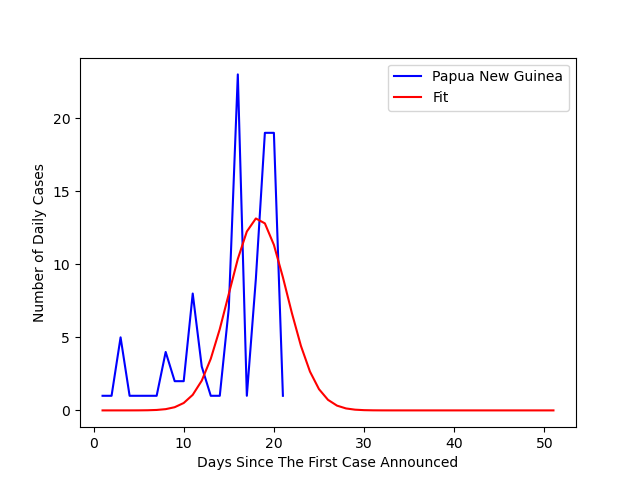 Papua New Guinea
Fit
Number of Daily Cases
20
15
10
5
0
0 10 20 30 40 50
Days Since The First Case Announced